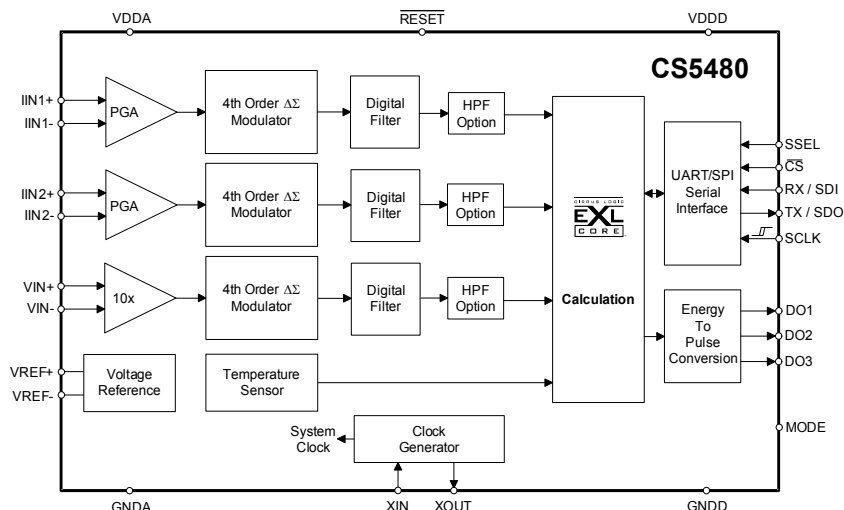 VDDA
RESET
VDDD
CS5480
IIN1+
IIN1-
PGA
4th Order ΔΣ
Modulator
Digital
Filter
HPF
Option
IIN2+
IIN2-
PGA
4th Order ΔΣ
Modulator
Digital
Filter
HPF
Option
VIN+
VIN-
10x
4th Order ΔΣ
Modulator
Digital
Filter
HPF
Option
VREF+
VREF-
Voltage
Reference
Temperature
Sensor
System
Clock
Clock
Generator
CIRRUS LOGIC
EXL
CORE
Calculation
UART/SPI
Serial
Interface
SSEL
CS
RX / SDI
TX / SDO
SCLK
Energy
To
Pulse
Conversion
DO1
DO2
DO3
MODE
GNDA
XIN
XOUT
GNDD